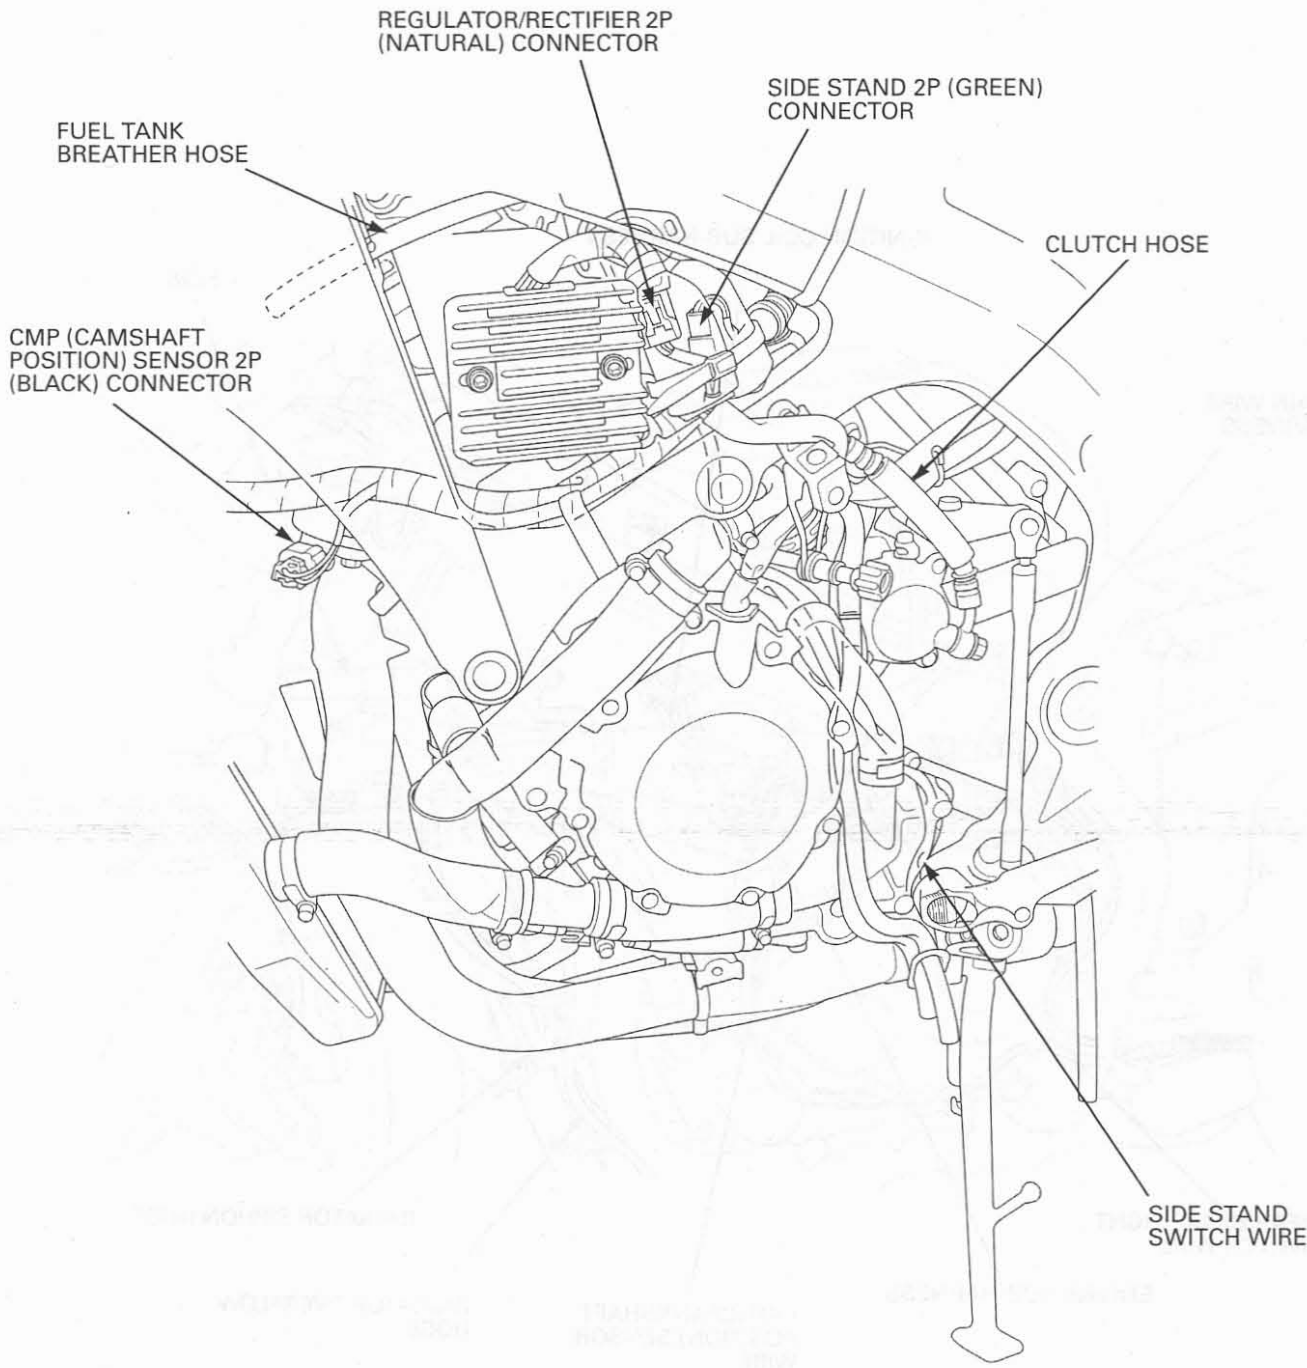 REGULATOR/RECTIFIER 2P
(NATURAL) CONNECTOR
SIDE STAND 2P (GREEN)
CONNECTOR
FUEL TANK
BREATHER HOSE
CLUTCH HOSE
CMP (CAMSHAFT
POSITION) SENSOR 2P
(BLACK) CONNECTOR
SIDE STAND
SWITCH WIRE